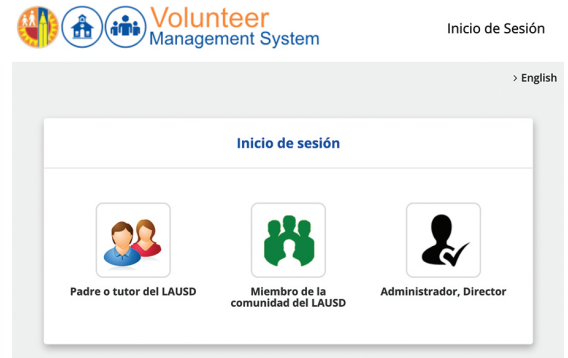 Volunteer
Management System
Inicio de Sesión
> English
Inicio de sesión
Padre o tutor del LAUSD
Miembro de la
comunidad del LAUSD
Administrador, Director